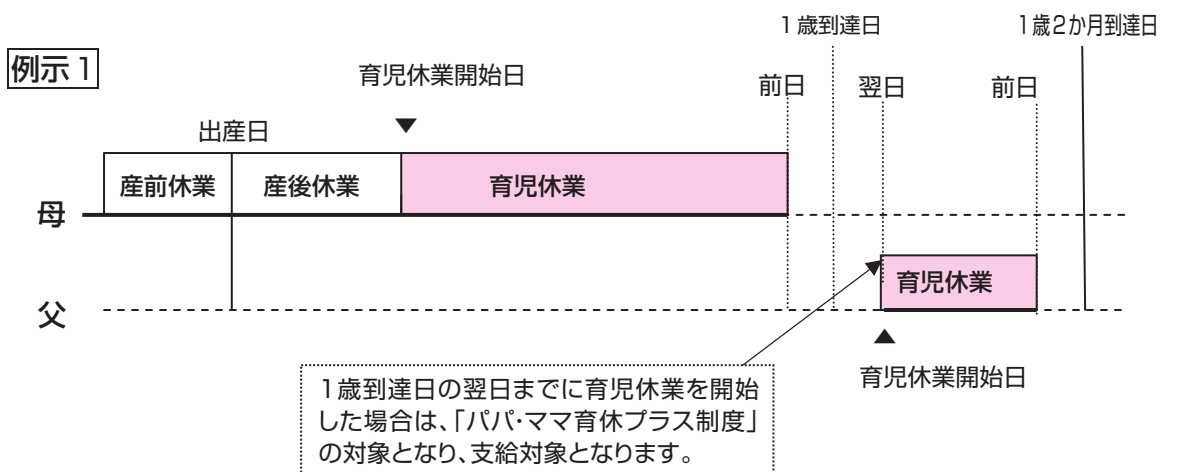 1歳到達日
1歳2か月到達日
例示1
育児休業開始日
前日
翌日
前日
出産日
▼
産前休業
産後休業
育児休業
母
育児休業
父
▲
育児休業開始日
1歳到達日の翌日までに育児休業を開始
した場合は、「パパ・ママ育休プラス制度」
の対象となり、支給対象となります。